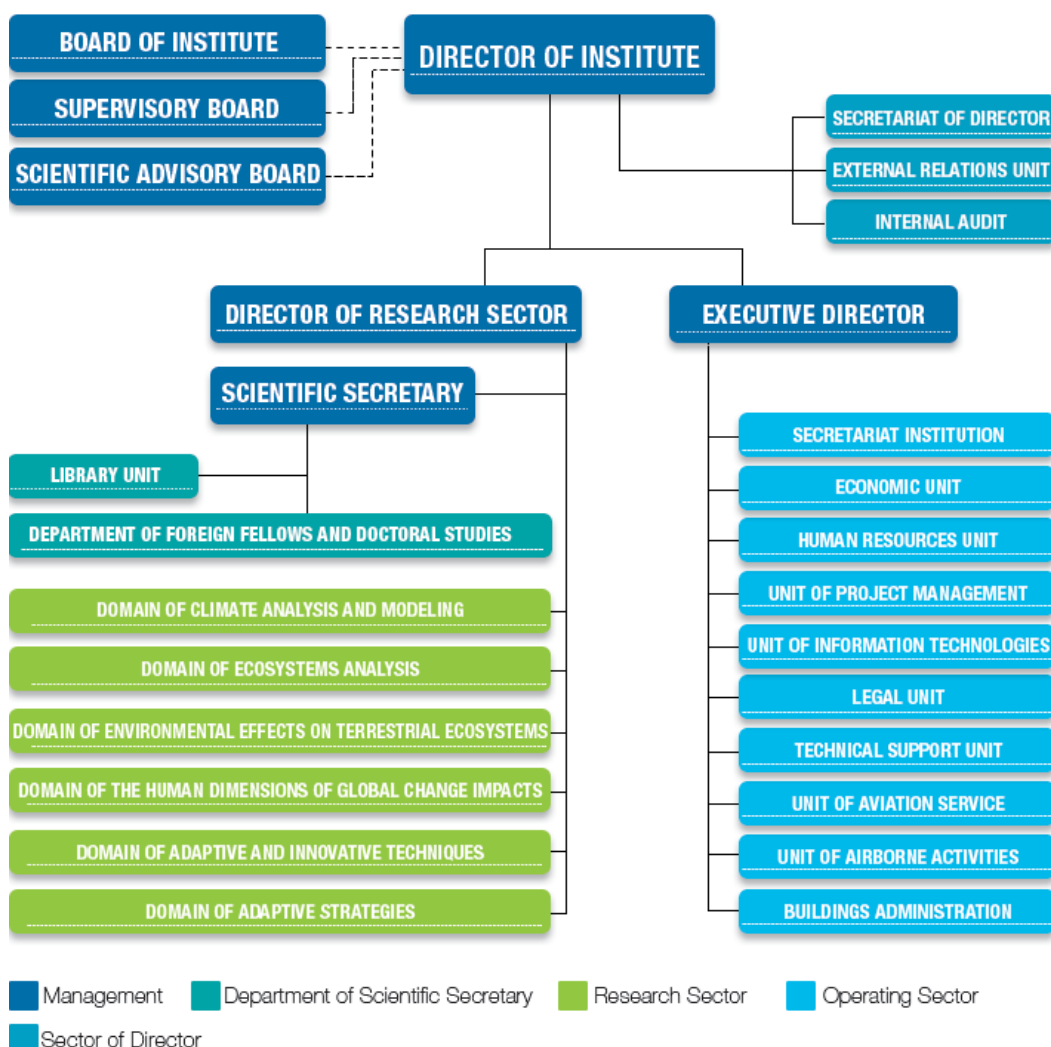 BOARD OF INSTITUTE
DIRECTOR OF INSTITUTE
SUPERVISORY BOARD
SCIENTIFIC ADVISORY BOARD
SECRETARIAT OF DIRECTOR
EXTERNAL RELATIONS UNIT
INTERNAL AUDIT
DIRECTOR OF RESEARCH SECTOR
EXECUTIVE DIRECTOR
SCIENTIFIC SECRETARY
LIBRARY UNIT
DEPARTMENT OF FOREIGN FELLOWS AND DOCTORAL STUDIES
DOMAIN OF CLIMATE ANALYSIS AND MODELING
DOMAIN OF ECOSYSTEMS ANALYSIS
DOMAIN OF ENVIRONMENTAL EFFECTS ON TERRESTRIAL ECOSYSTEMS
DOMAIN OF THE HUMAN DIMENSIONS OF GLOBAL CHANGE IMPACTS
DOMAIN OF ADAPTIVE AND INNOVATIVE TECHNIQUES
DOMAIN OF ADAPTIVE STRATEGIES
SECRETARIAT INSTITUTION
ECONOMIC UNIT
HUMAN RESOURCES UNIT
UNIT OF PROJECT MANAGEMENT
UNIT OF INFORMATION TECHNOLOGIES
LEGAL UNIT
TECHNICAL SUPPORT UNIT
UNIT OF AVIATION SERVICE
UNIT OF AIRBORNE ACTIVITIES
BUILDINGS ADMINISTRATION
Management
Department of Scientific Secretary
Research Sector
Operating Sector
Sector of Director